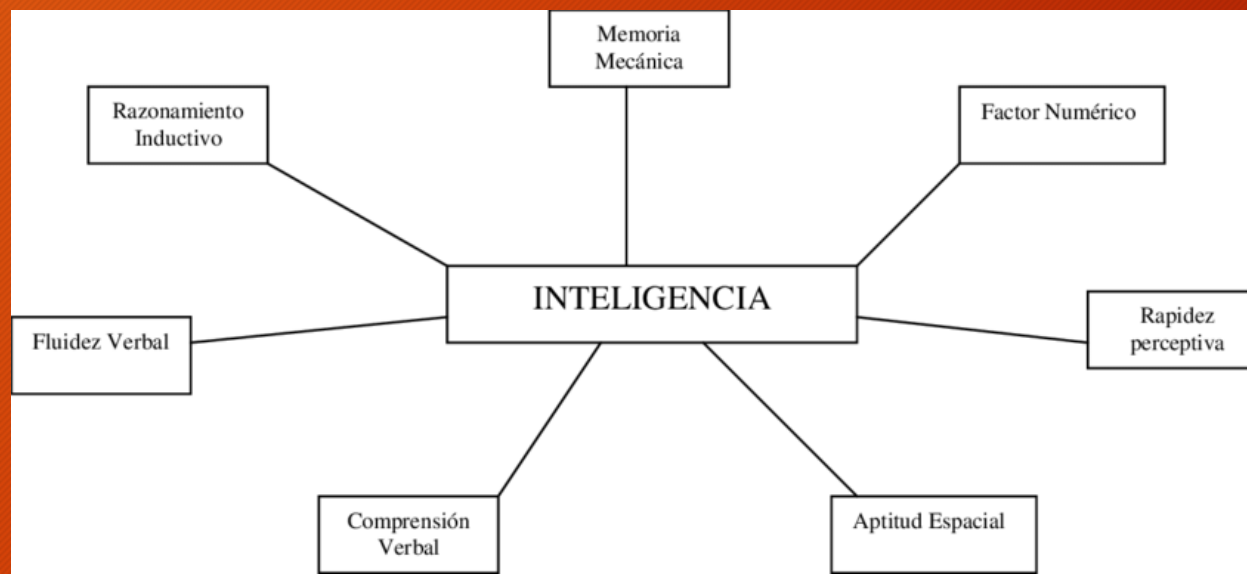 Memoria
Mecánica
Razonamiento
Inductivo
Factor Numérico
INTELIGENCIA
Fluidez Verbal
Rapidez
perceptiva
Comprensión
Verbal
Aptitud Espacial